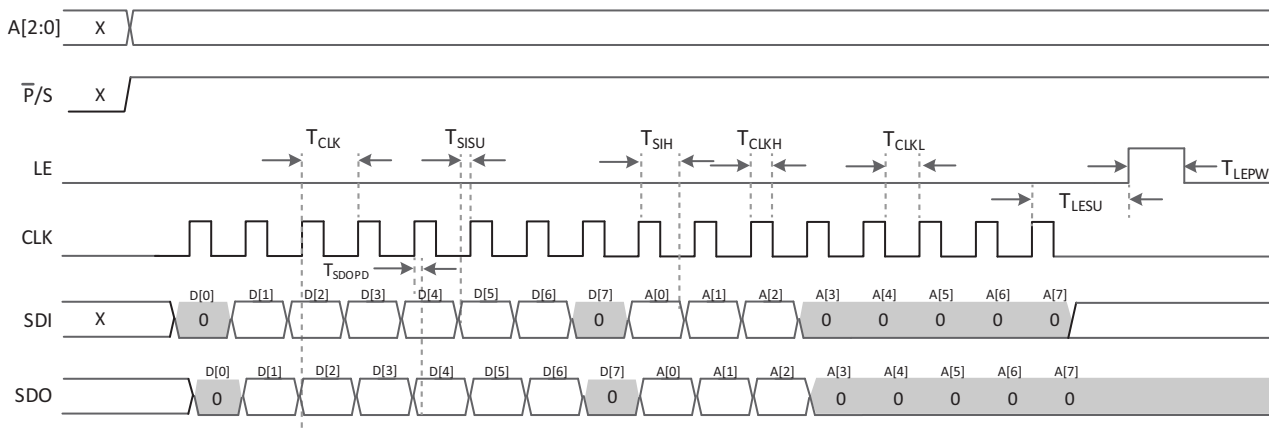 A[2:0] X
P̅/S X
LE T_CLK T_SISU T_SIH T_CLKH T_CLKL T_LEPW
T_LESU
CLK
T_SDOPD
D[0] D[1] D[2] D[3] D[4] D[5] D[6] D[7] A[0] A[1] A[2] A[3] A[4] A[5] A[6] A[7]
SDI X 0 0 0 0 0 0 0
D[0] D[1] D[2] D[3] D[4] D[5] D[6] D[7] A[0] A[1] A[2] A[3] A[4] A[5] A[6] A[7]
SDO 0 0 0 0 0 0 0